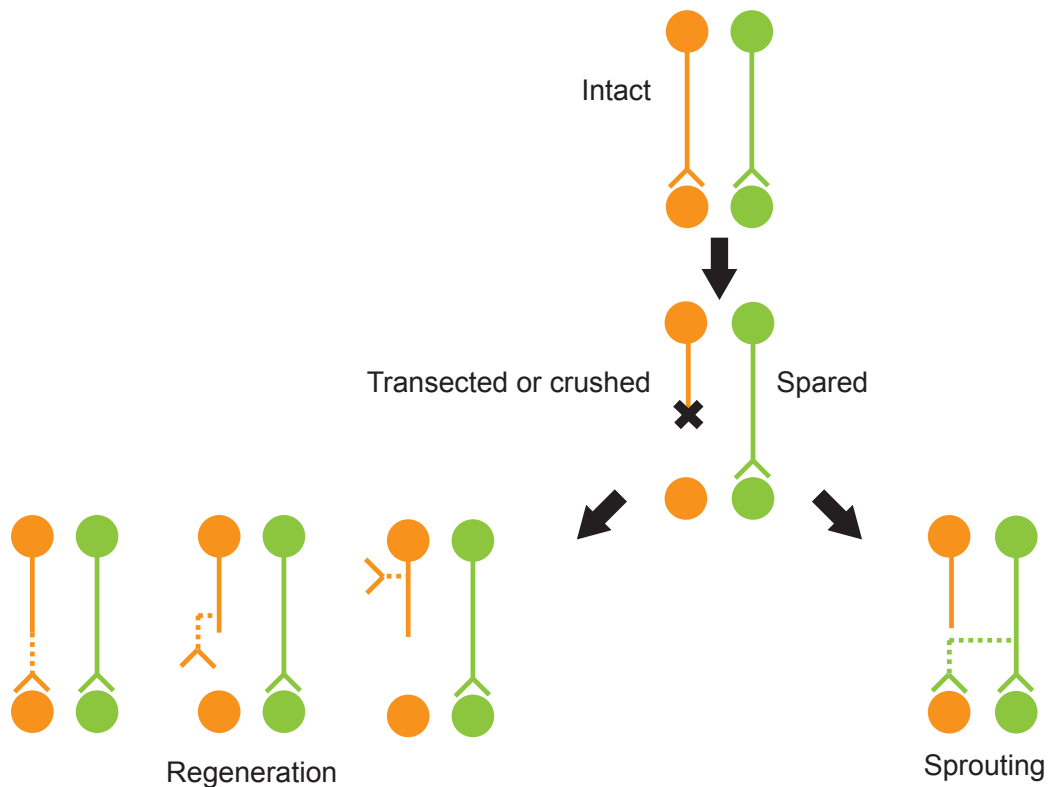 Intact
Transected or crushed
Spared
Regeneration
Sprouting